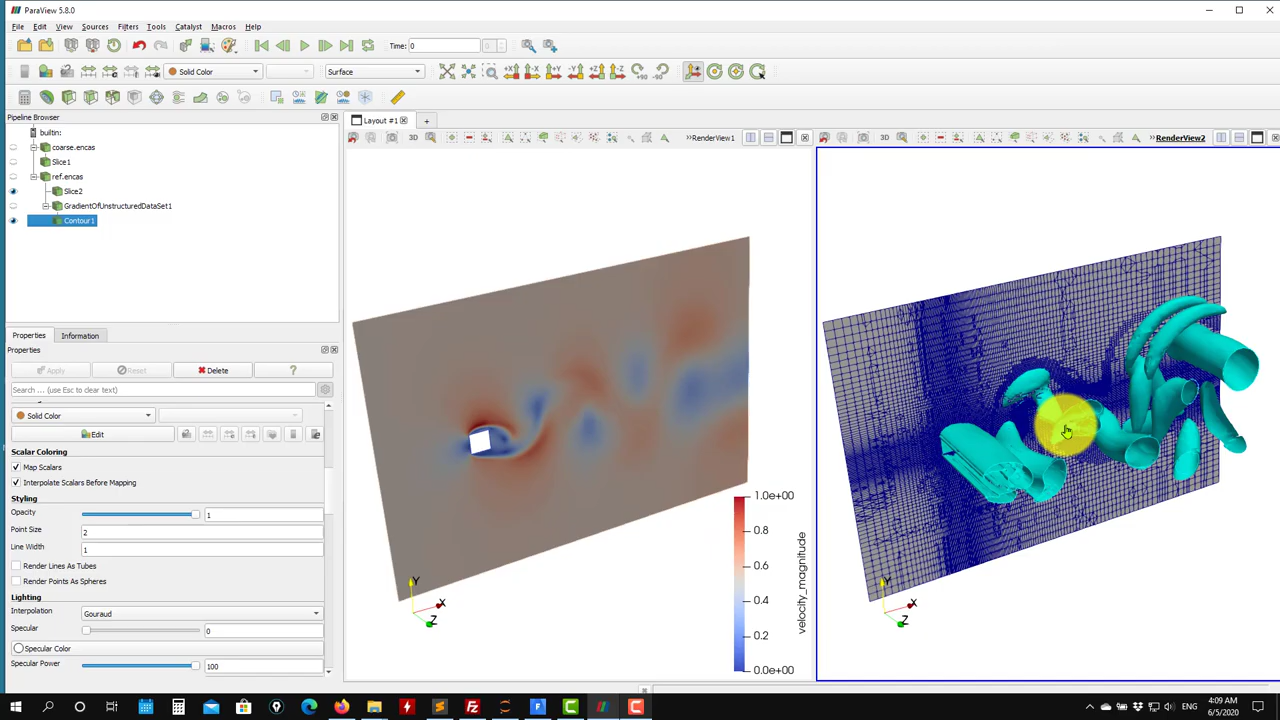 ParaView 5.8.0
File Edit View Sources Filters Tools Catalyst Macros Help
Time: 0 0
Solid Color Surface
Pipeline Browser
builtin:
coarse.encas
Slice1
ref.encas
Slice2
GradientOfUnstructuredDataSet1
Contour1
Properties Information
Properties
Apply Reset Delete ?
Search ... (use Esc to clear text)
Solid Color
Edit
Scalar Coloring
Map Scalars
Interpolate Scalars Before Mapping
Styling
Opacity 1
Point Size 2
Line Width 1
Render Lines As Tubes
Render Points As Spheres
Lighting
Interpolation Gouraud
Specular 0
Specular Color
Specular Power 100
Layout #1 +
3D RenderView1
Y
X
Z
1.0e+00
0.8
0.6
0.4
0.2
0.0e+00
velocity_magnitude
3D RenderView2
Y
X
Z
ENG
4:09 AM
6/5/2020